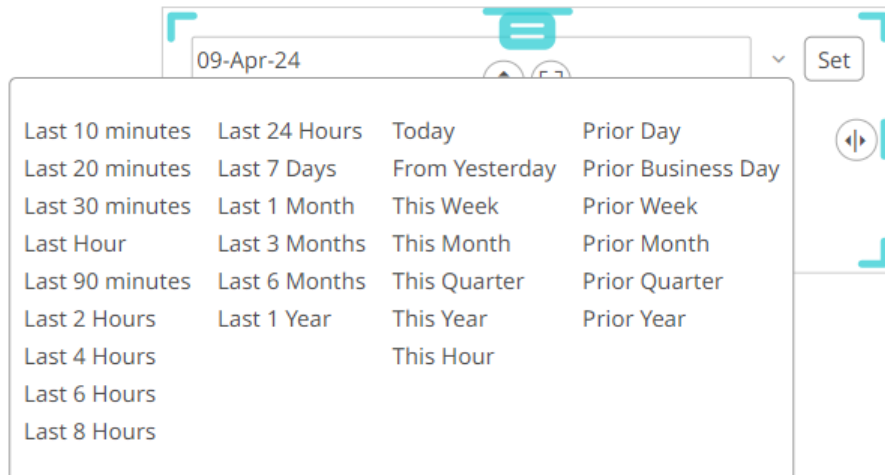 09-Apr-24
Set
Last 10 minutes Last 24 Hours Today Prior Day
Last 20 minutes Last 7 Days From Yesterday Prior Business Day
Last 30 minutes Last 1 Month This Week Prior Week
Last Hour Last 3 Months This Month Prior Month
Last 90 minutes Last 6 Months This Quarter Prior Quarter
Last 2 Hours Last 1 Year This Year Prior Year
Last 4 Hours This Hour
Last 6 Hours
Last 8 Hours